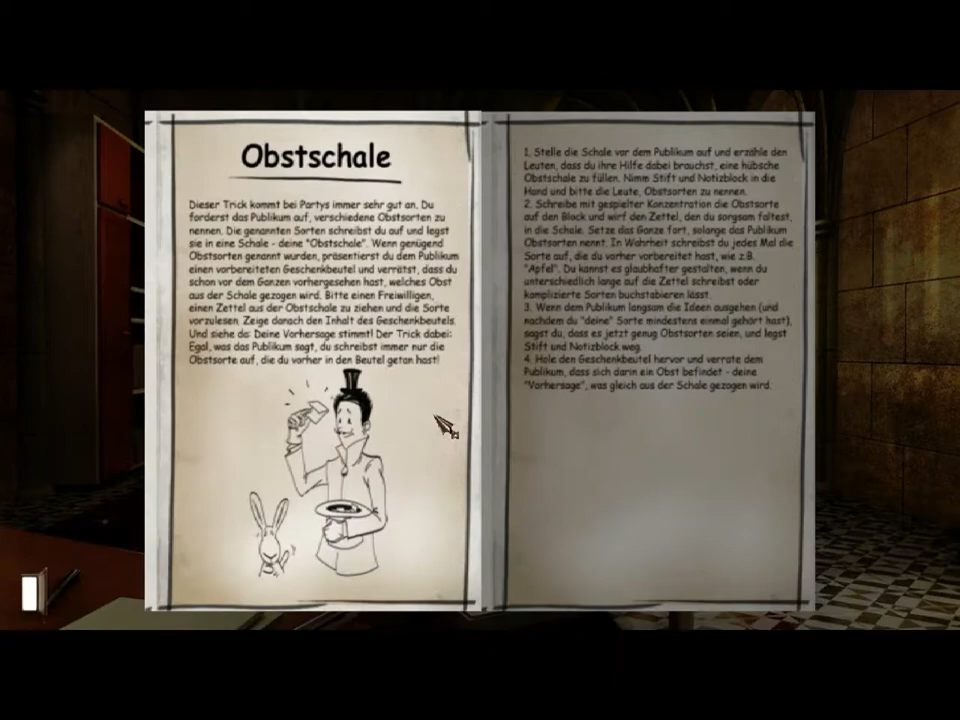 Obstschale
Dieser Trick kommt bei Partys immer sehr gut an. Du
forderst das Publikum auf, verschiedene Obstsorten zu
nennen. Die genannten Sorten schreibst du auf und legst
sie in eine Schale - deine "Obstschale". Wenn genügend
Obstsorten genannt wurden, präsentierst du dem Publikum
einen vorbereiteten Geschenkbeutel und verrätst, dass du
schon vor dem Ganzen vorhergesehen hast, welches Obst
aus der Schale gezogen wird. Bitte einen Freiwilligen,
einen Zettel aus der Obstschale zu ziehen und die Sorte
vorzulesen. Zeige danach den Inhalt des Geschenkbeutels.
Und siehe da: Deine Vorhersage stimmt! Der Trick dabei:
Egal, was das Publikum sagt, du schreibst immer nur die
Obstsorte auf, die du vorher in den Beutel getan hast!
1. Stelle die Schale vor dem Publikum auf und erzähle den
Leuten, dass du ihre Hilfe dabei brauchst, eine hübsche
Obstschale zu füllen. Nimm Stift und Notizblock in die
Hand und bitte die Leute, Obstsorten zu nennen.
2. Schreibe mit gespielter Konzentration die Obstsorte
auf den Block und wirf den Zettel, den du sorgsam faltest,
in die Schale. Setze das Ganze fort, solange das Publikum
Obstsorten nennt. In Wahrheit schreibst du jedes Mal die
Sorte auf, die du vorher vorbereitet hast, wie z.B.
"Apfel". Du kannst es glaubhafter gestalten, wenn du
unterschiedlich lange auf die Zettel schreibst oder
komplizierte Sorten buchstabieren lässt.
3. Wenn dem Publikum langsam die Ideen ausgehen (und
nachdem du "deine" Sorte mindestens einmal gehört hast),
sagst du, dass es jetzt genug Obstsorten seien, und legst
Stift und Notizblock weg.
4. Hole den Geschenkbeutel hervor und verrate dem
Publikum, dass sich darin ein Obst befindet - deine
"Vorhersage", was gleich aus der Schale gezogen wird.